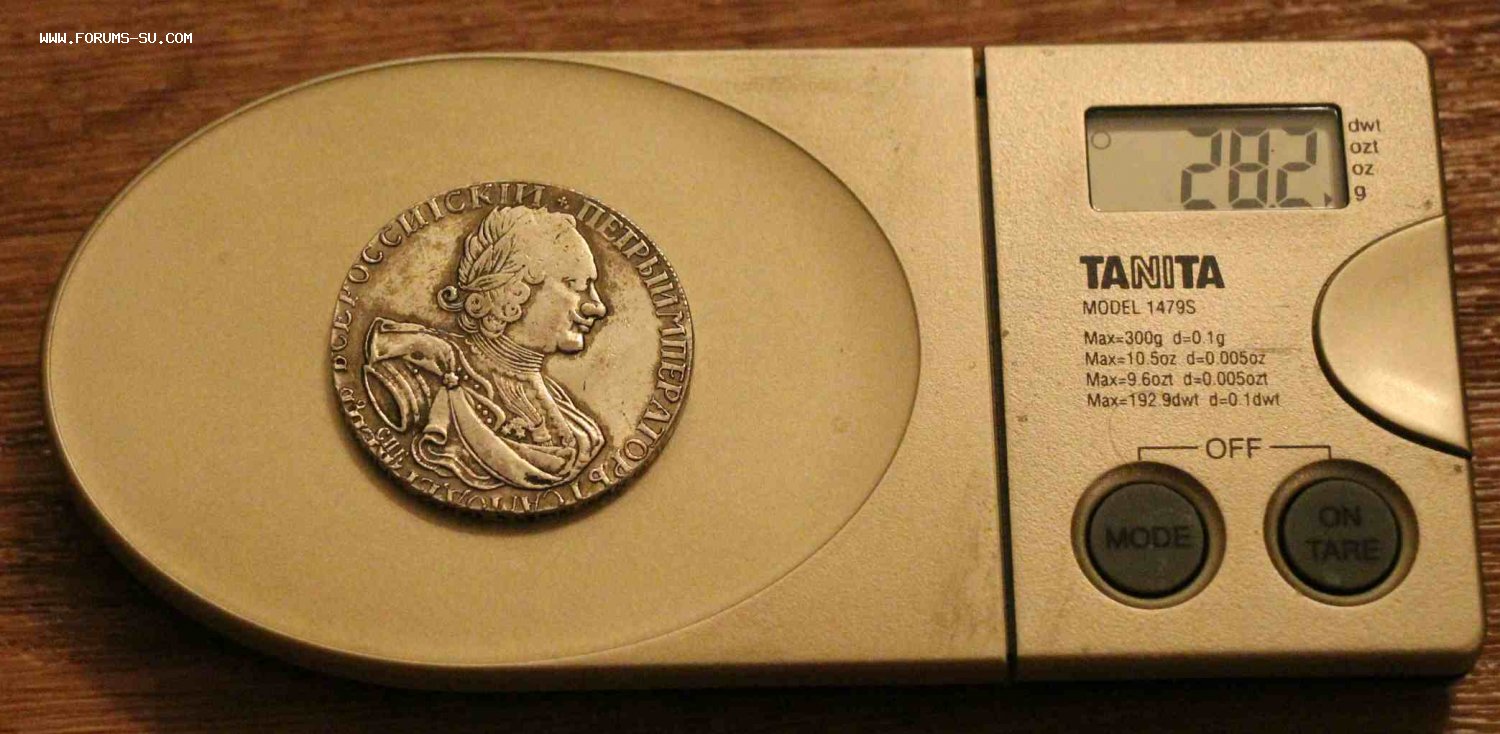 WWW.FORUMS-SU.COM
ВСЕРОССИІСКІИ
28.2
dwt
ozt
oz
g
TANITA
MODEL 1479S
Max=300g d=0.1g
Max=10.5oz d=0.005oz
Max=9.6ozt d=0.005ozt
Max=192.9dwt d=0.1dwt
OFF
MODE
ON
TARE